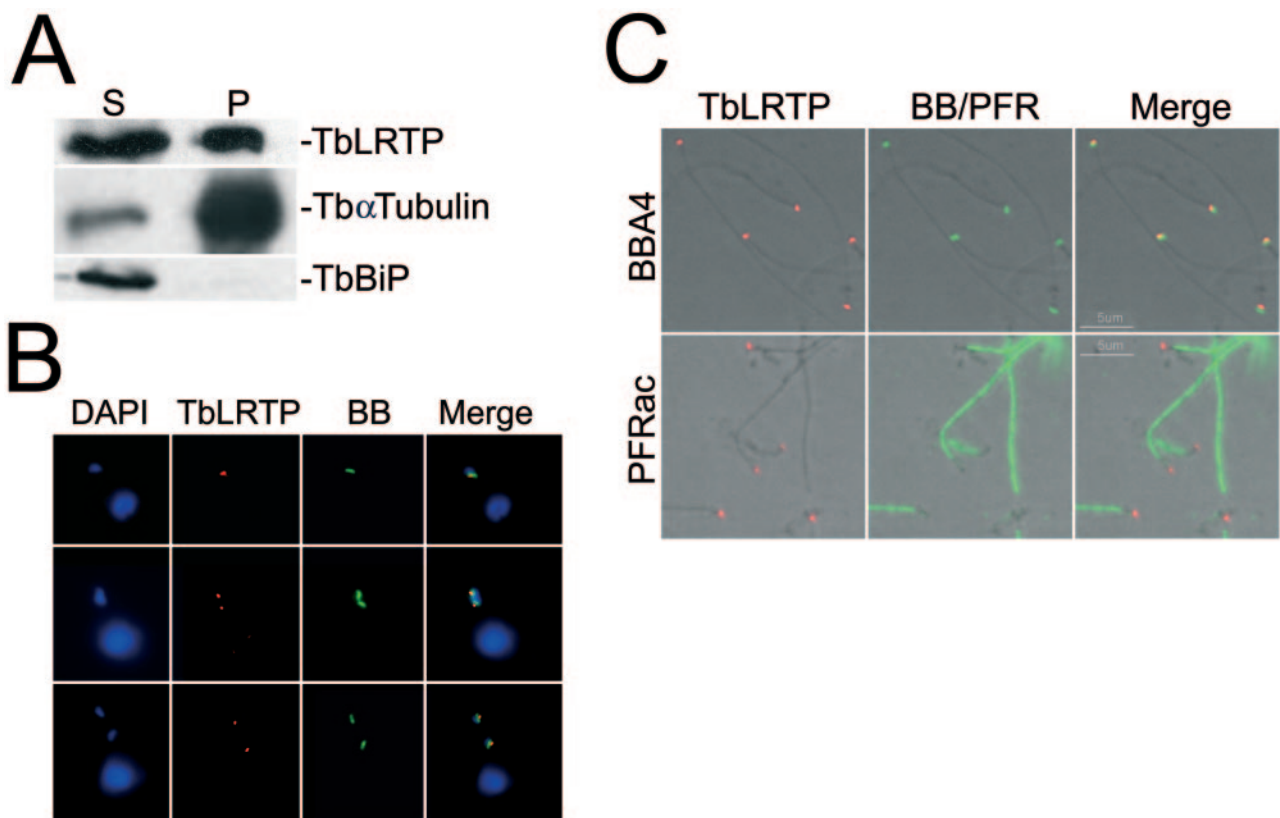 A
S P
-TbLRTP
-TbαTubulin
-TbBiP
B
DAPI TbLRTP BB Merge
C
TbLRTP BB/PFR Merge
BBA4
5um
PFRac
5um